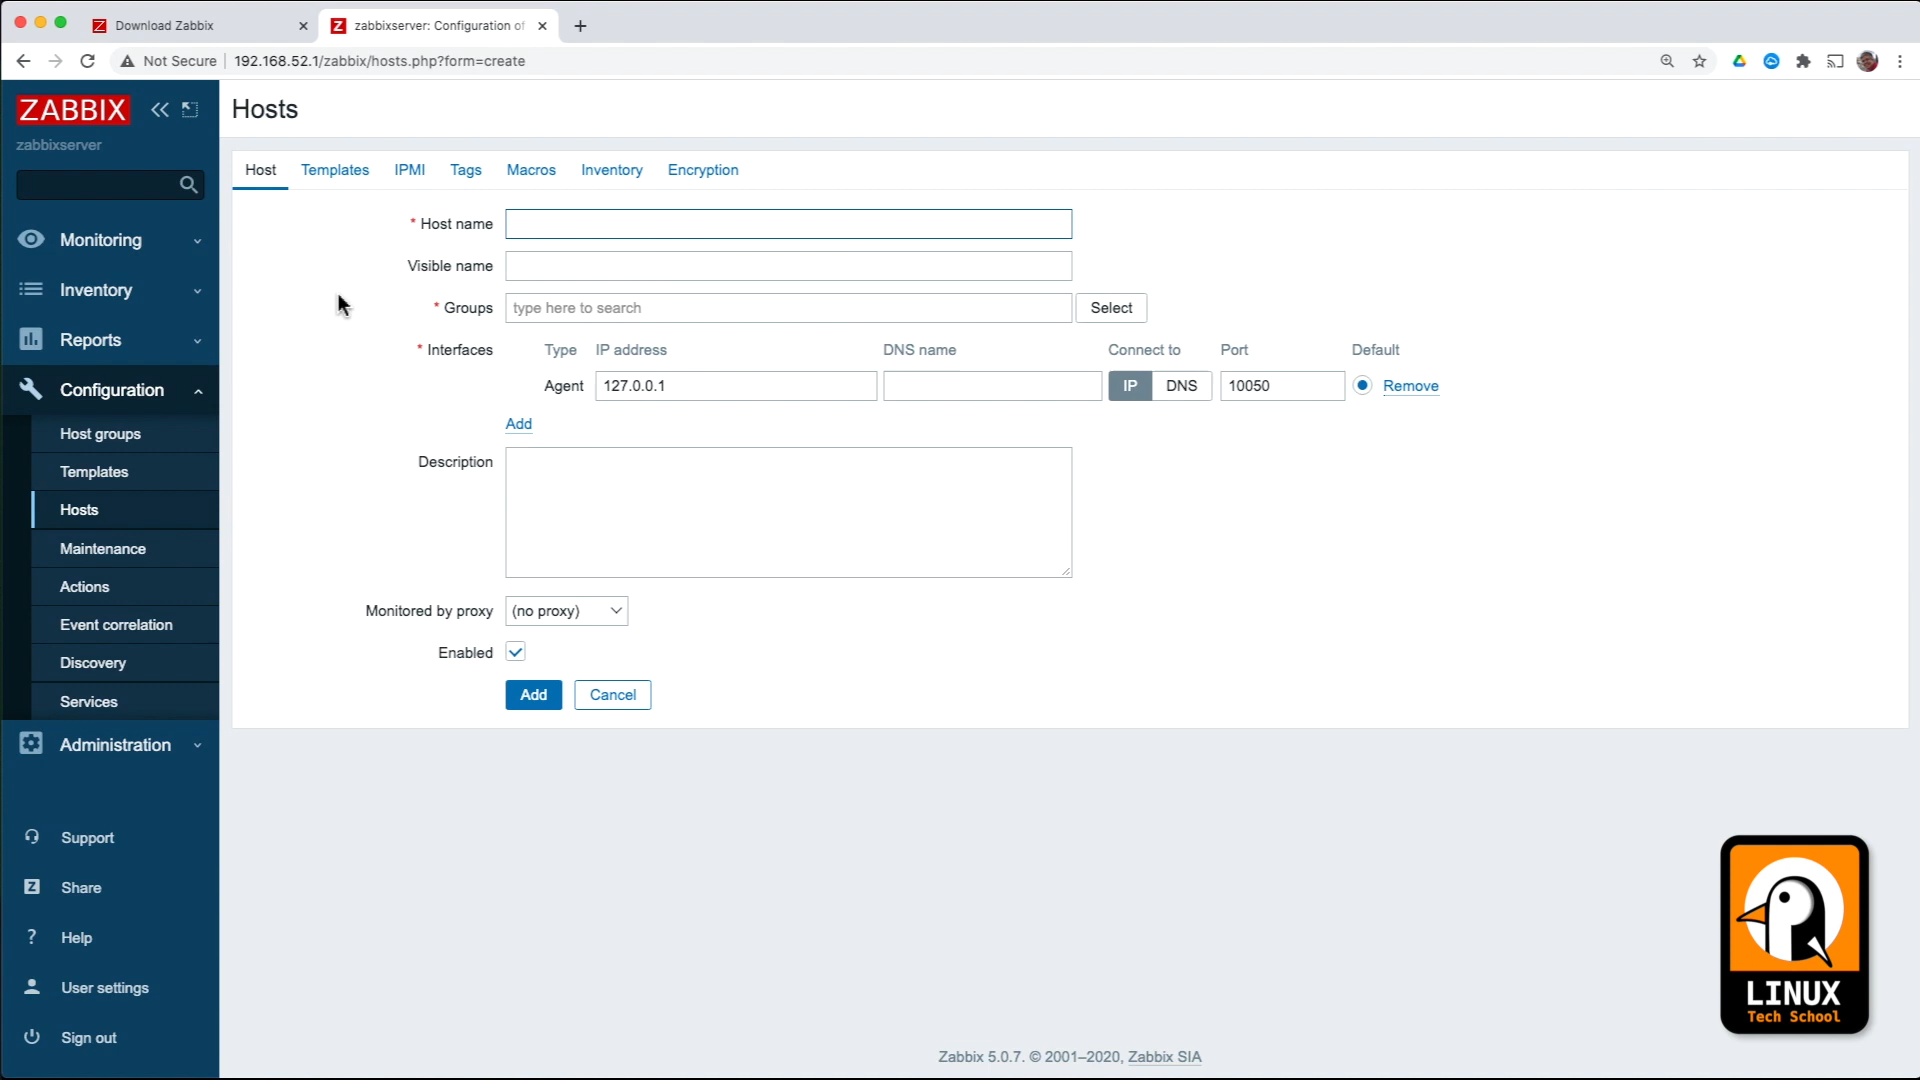 Download Zabbix
zabbixserver: Configuration of
Not Secure
192.168.52.1/zabbix/hosts.php?form=create
ZABBIX
zabbixserver
Monitoring
Inventory
Reports
Configuration
Host groups
Templates
Hosts
Maintenance
Actions
Event correlation
Discovery
Services
Administration
Support
Z Share
? Help
User settings
Sign out
Hosts
Host Templates IPMI Tags Macros Inventory Encryption
* Host name
Visible name
* Groups type here to search Select
* Interfaces Type IP address DNS name Connect to Port Default
Agent 127.0.0.1 IP DNS 10050 Remove
Add
Description
Monitored by proxy (no proxy)
Enabled
Add Cancel
LINUX
Tech School
Zabbix 5.0.7. © 2001–2020, Zabbix SIA